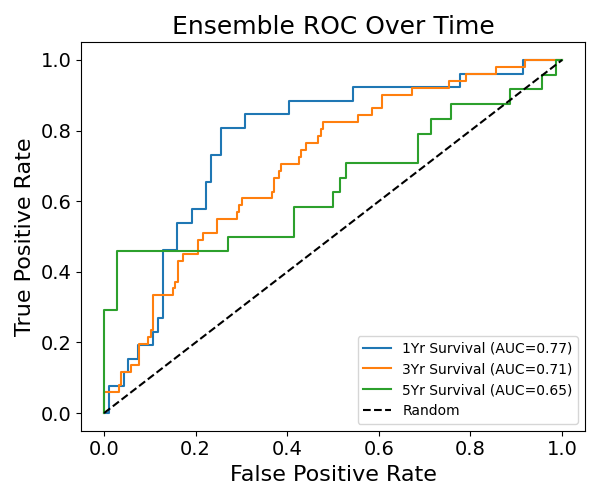 Ensemble ROC Over Time
True Positive Rate
1.0
0.8
0.6
0.4
0.2
0.0
1Yr Survival (AUC=0.77)
3Yr Survival (AUC=0.71)
5Yr Survival (AUC=0.65)
Random
0.0 0.2 0.4 0.6 0.8 1.0
False Positive Rate